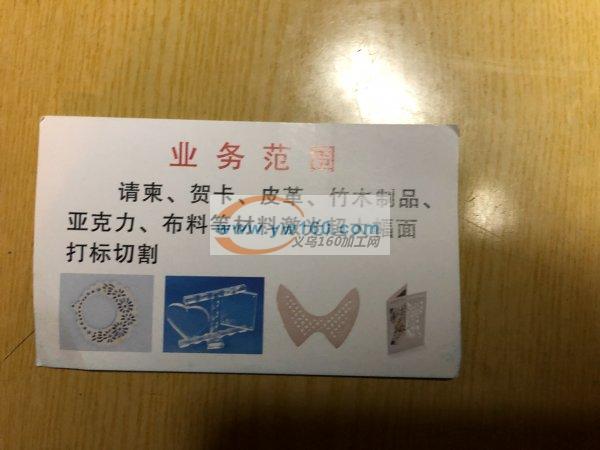 业务范围
请柬、贺卡、皮革、竹木制品、
亚克力、布料等材料激光超大幅面
打标切割
www.yw160.com
义乌160加工网